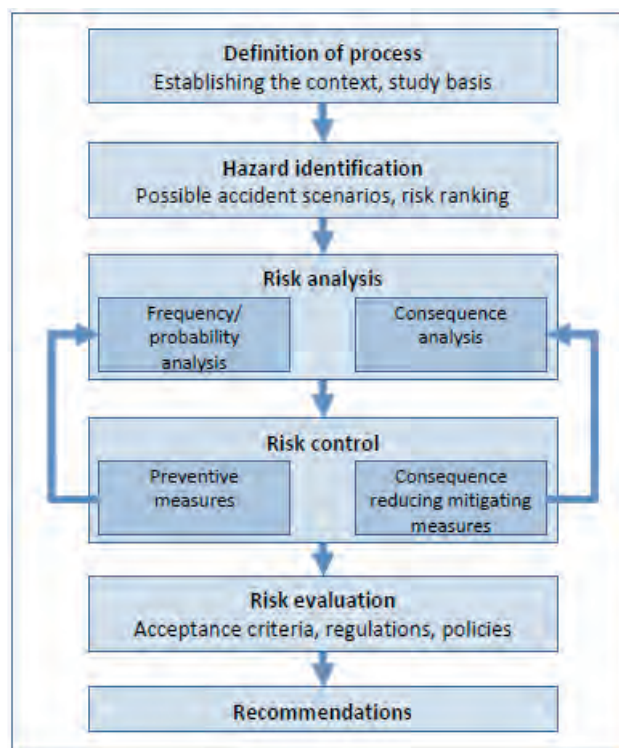 Definition of process
Establishing the context, study basis
Hazard identification
Possible accident scenarios, risk ranking
Risk analysis
Frequency/
probability
analysis
Consequence
analysis
Risk control
Preventive
measures
Consequence
reducing mitigating
measures
Risk evaluation
Acceptance criteria, regulations, policies
Recommendations